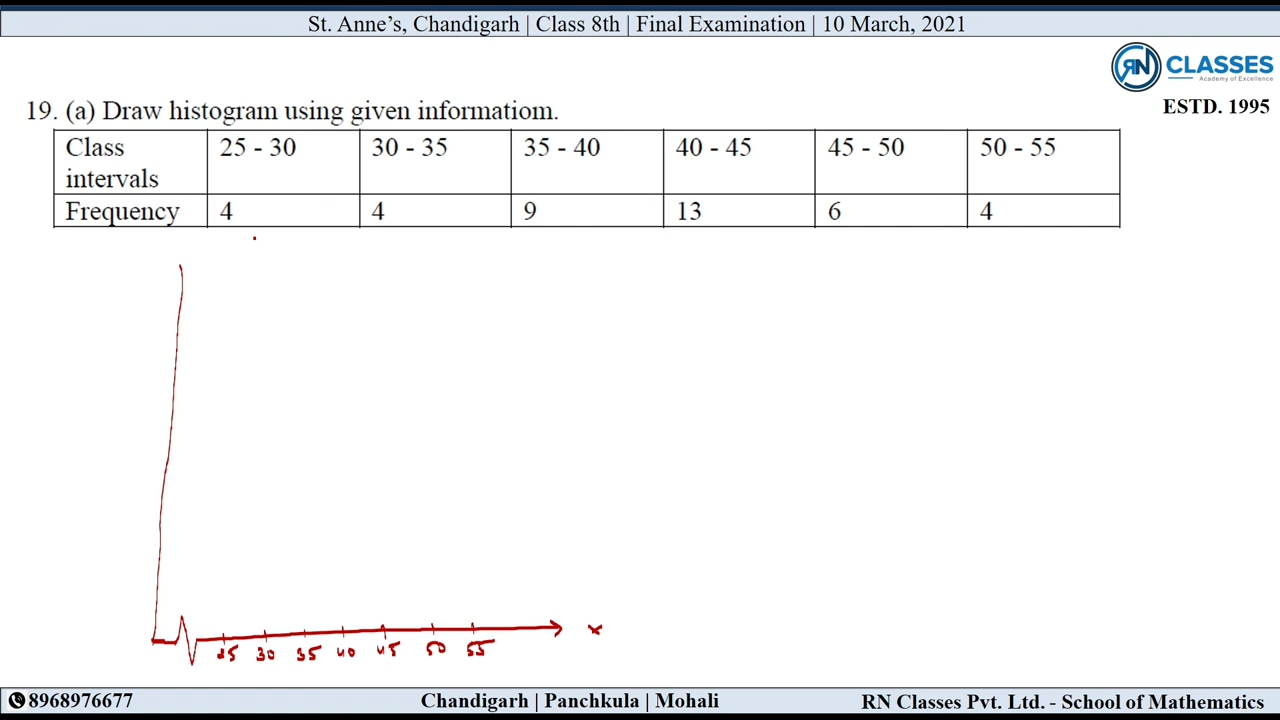 St. Anne's, Chandigarh | Class 8th | Final Examination | 10 March, 2021
RN CLASSES
Academy of Excellence
ESTD. 1995
19. (a) Draw histogram using given informatiom.
Class intervals 25 - 30 30 - 35 35 - 40 40 - 45 45 - 50 50 - 55
Frequency 4 4 9 13 6 4
25 30 35 40 45 50 55 x
8968976677 Chandigarh | Panchkula | Mohali RN Classes Pvt. Ltd. - School of Mathematics